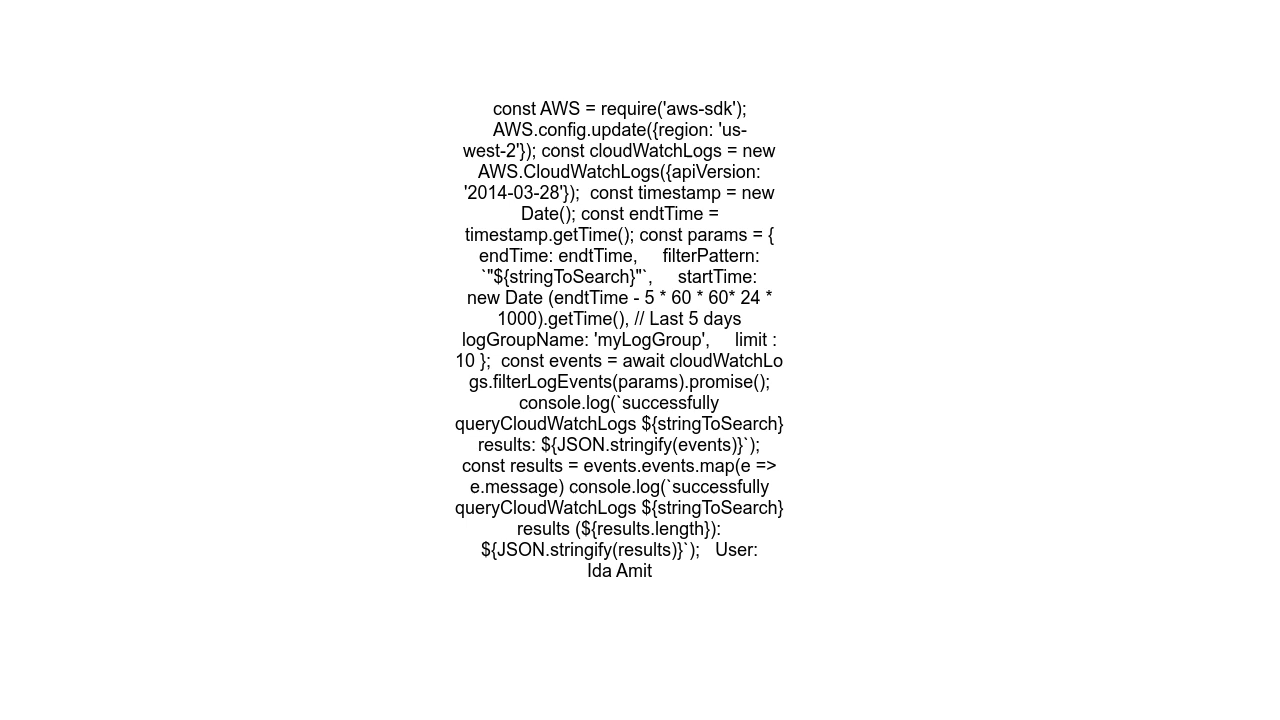 const AWS = require('aws-sdk');
AWS.config.update({region: 'us-
west-2'}); const cloudWatchLogs = new
AWS.CloudWatchLogs({apiVersion:
'2014-03-28'});  const timestamp = new
Date(); const endtTime =
timestamp.getTime(); const params = {
endTime: endtTime,     filterPattern:
`"${stringToSearch}"`,     startTime:
new Date (endtTime - 5 * 60 * 60* 24 *
1000).getTime(), // Last 5 days
logGroupName: 'myLogGroup',     limit :
10 };  const events = await cloudWatchLo
gs.filterLogEvents(params).promise();
console.log(`successfully
queryCloudWatchLogs ${stringToSearch}
results: ${JSON.stringify(events)}`);
const results = events.events.map(e =>
e.message) console.log(`successfully
queryCloudWatchLogs ${stringToSearch}
results (${results.length}):
${JSON.stringify(results)}`);   User:
Ida Amit